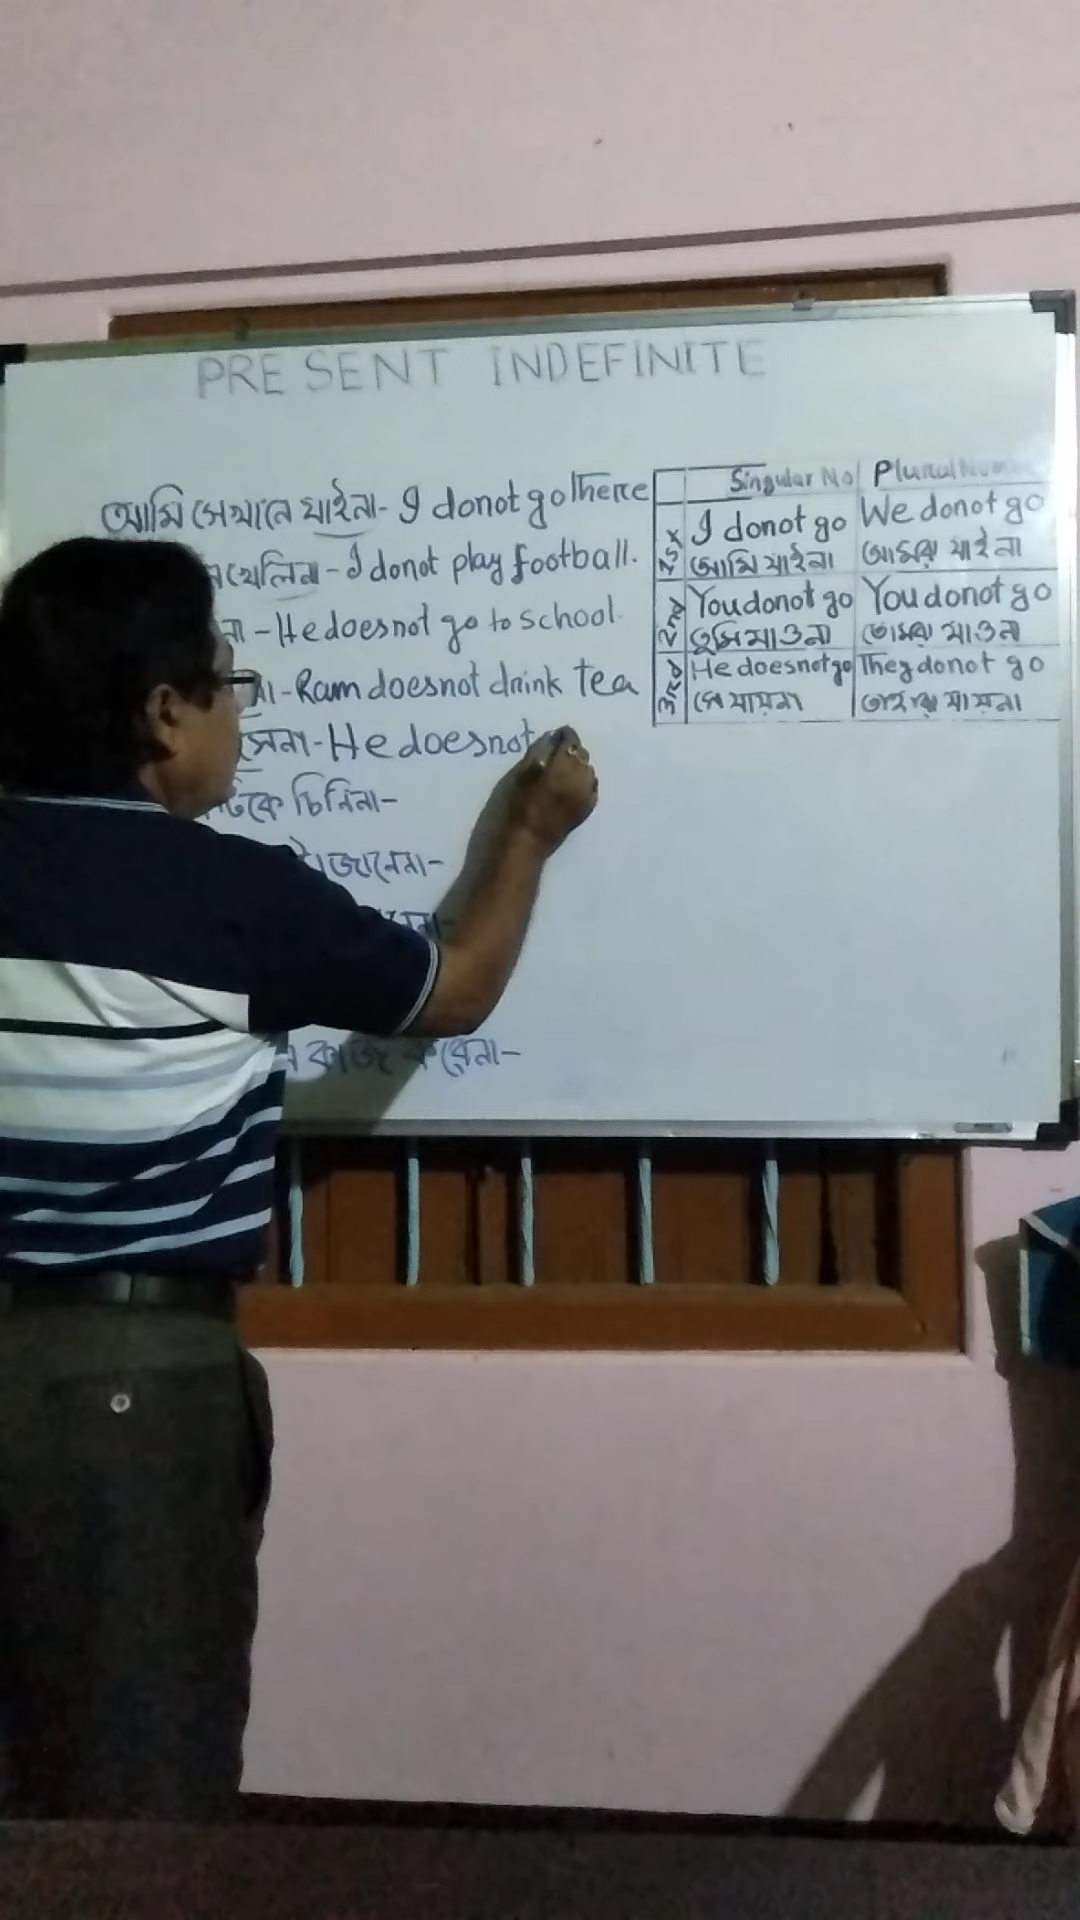 PRESENT INDEFINITE
আমি সেখানে যাইনা - I donot go there
খেলিনা - I donot play football.
না - He doesnot go to school.
না - Ram doesnot drink tea
সেনা - He doesnot
টিকে চিনিনা -
জানেনা -
কাজ করেনা -
Singular No Plural
1st I donot go We donot go
আমি যাইনা আমরা যাইনা
2nd You donot go You donot go
তুমি যাওনা তোমরা যাওনা
3rd He doesnot go They donot go
সে যায়না তাহারা যায়না